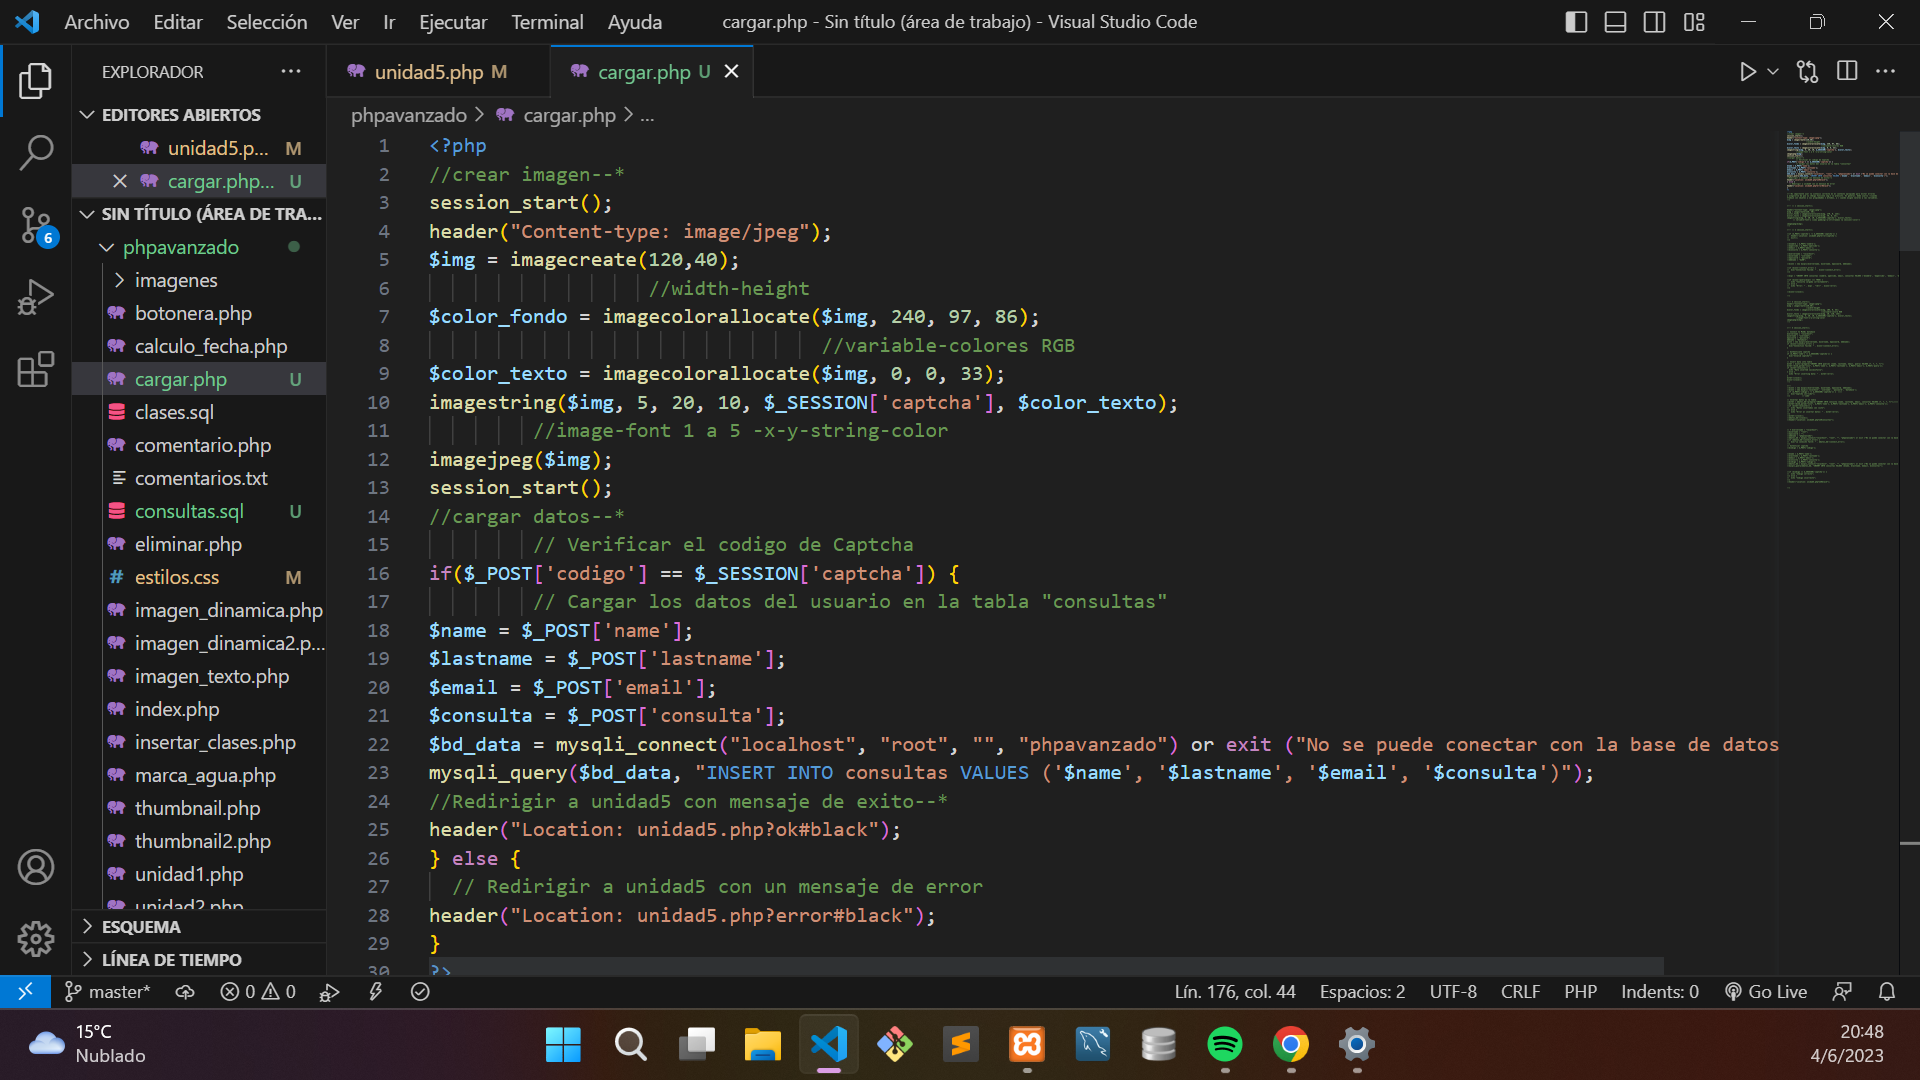 Archivo Editar Selección Ver Ir Ejecutar Terminal Ayuda
cargar.php - Sin título (área de trabajo) - Visual Studio Code
EXPLORADOR
unidad5.php M
cargar.php U
EDITORES ABIERTOS
unidad5.p... M
cargar.php... U
SIN TÍTULO (ÁREA DE TRA...
phpavanzado
imagenes
botonera.php
calculo_fecha.php
cargar.php U
clases.sql
comentario.php
comentarios.txt
consultas.sql U
eliminar.php
estilos.css M
imagen_dinamica.php
imagen_dinamica2.p...
imagen_texto.php
index.php
insertar_clases.php
marca_agua.php
thumbnail.php
thumbnail2.php
unidad1.php
unidad2.php
ESQUEMA
LÍNEA DE TIEMPO
6
phpavanzado > cargar.php > ...
1 <?php
2 //crear imagen--*
3 session_start();
4 header("Content-type: image/jpeg");
5 $img = imagecreate(120,40);
6 //width-height
7 $color_fondo = imagecolorallocate($img, 240, 97, 86);
8 //variable-colores RGB
9 $color_texto = imagecolorallocate($img, 0, 0, 33);
10 imagestring($img, 5, 20, 10, $_SESSION['captcha'], $color_texto);
11 //image-font 1 a 5 -x-y-string-color
12 imagejpeg($img);
13 session_start();
14 //cargar datos--*
15 // Verificar el codigo de Captcha
16 if($_POST['codigo'] == $_SESSION['captcha']) {
17 // Cargar los datos del usuario en la tabla "consultas"
18 $name = $_POST['name'];
19 $lastname = $_POST['lastname'];
20 $email = $_POST['email'];
21 $consulta = $_POST['consulta'];
22 $bd_data = mysqli_connect("localhost", "root", "", "phpavanzado") or exit ("No se puede conectar con la base de datos
23 mysqli_query($bd_data, "INSERT INTO consultas VALUES ('$name', '$lastname', '$email', '$consulta')");
24 //Redirigir a unidad5 con mensaje de exito--*
25 header("Location: unidad5.php?ok#black");
26 } else {
27 // Redirigir a unidad5 con un mensaje de error
28 header("Location: unidad5.php?error#black");
29 }
30 ?>
master* 0 0
Lín. 176, col. 44 Espacios: 2 UTF-8 CRLF PHP Indents: 0 Go Live
15°C
Nublado
20:48
4/6/2023